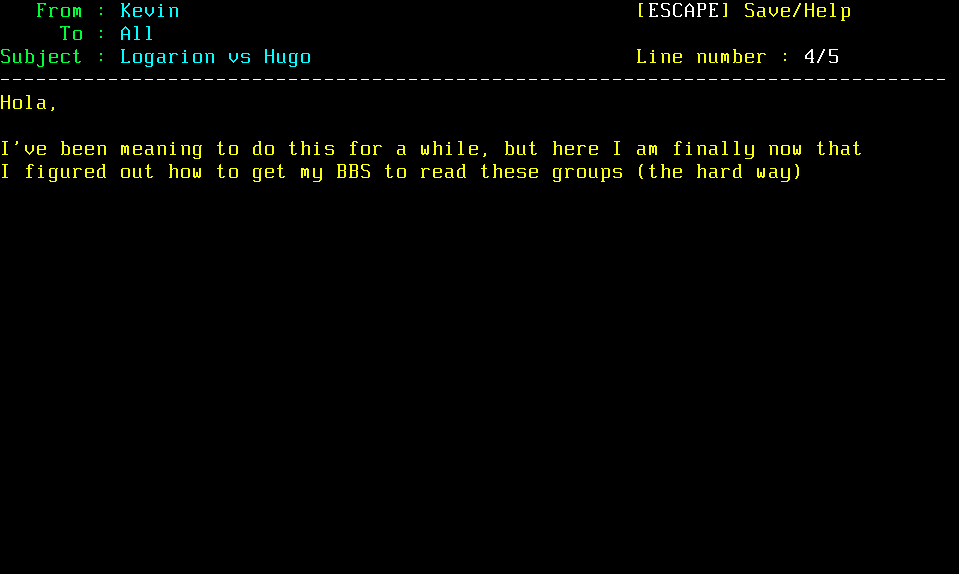 From : Kevin [ESCAPE] Save/Help
To : All
Subject : Logarion vs Hugo Line number : 4/5
-------------------------------------------------------------------------------
Hola,
I've been meaning to do this for a while, but here I am finally now that
I figured out how to get my BBS to read these groups (the hard way)